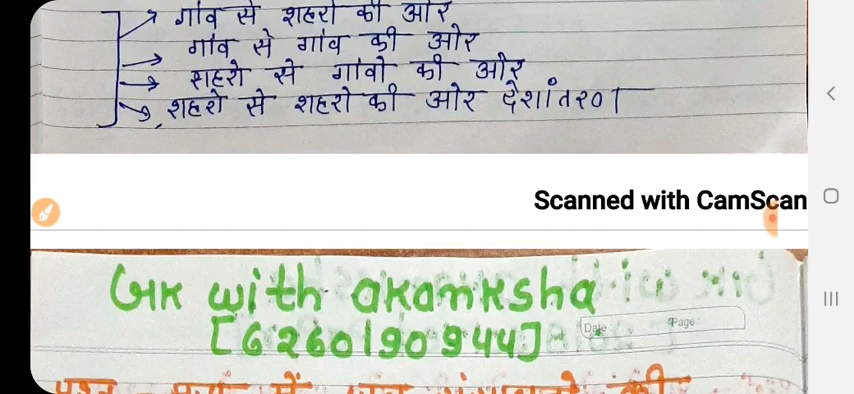 गांव से शहरो की ओर
गांव से गांव की ओर
शहरो से गांवो की ओर
शहरो से शहरो की ओर देशांतरण
Scanned with CamScan
GK with akanksha
[6260190944]
Date
Page
में
की